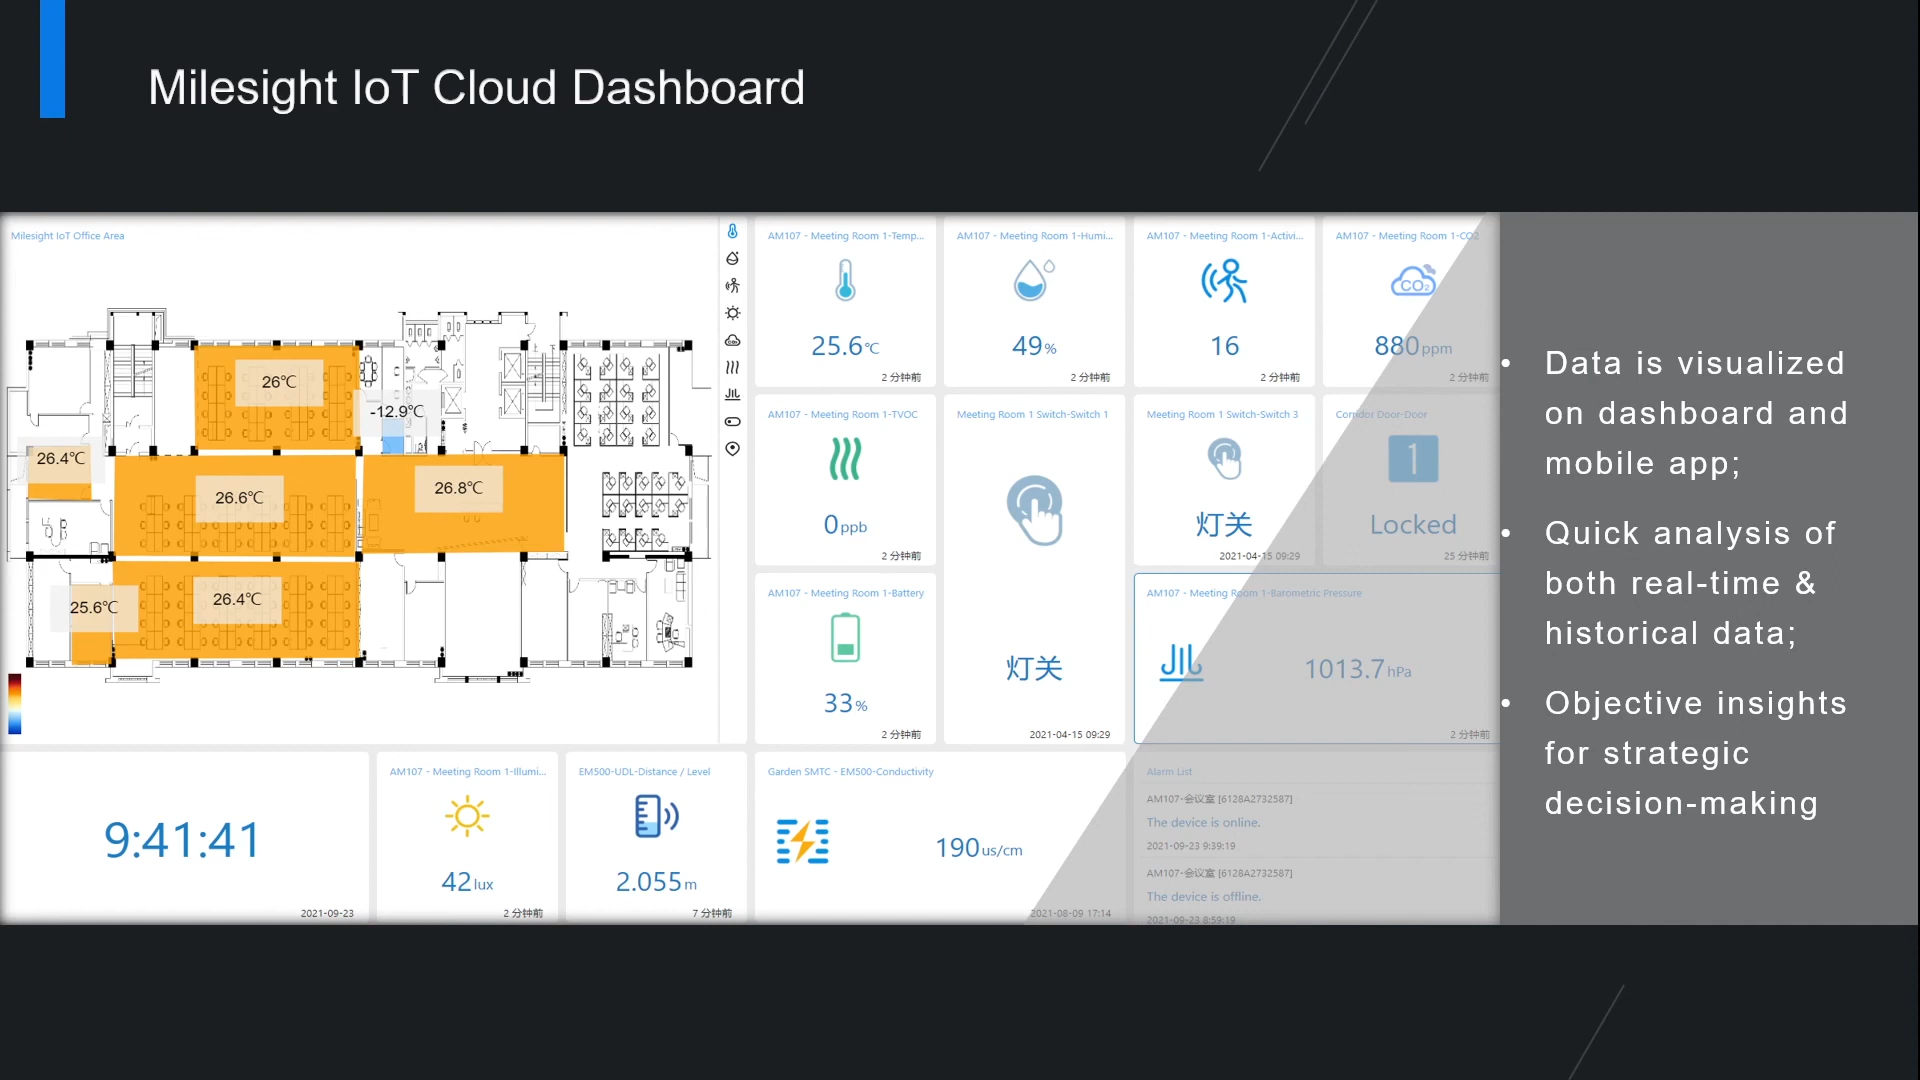 Milesight IoT Cloud Dashboard
Milesight IoT Office Area
26℃
-12.9℃
26.4℃
26.6℃
26.8℃
25.6℃
26.4℃
AM107 - Meeting Room 1-Temp...
25.6℃
2 分钟前
AM107 - Meeting Room 1-Humi...
49%
2 分钟前
AM107 - Meeting Room 1-Activi...
16
2 分钟前
AM107 - Meeting Room 1-CO2
CO₂
880ppm
2 分钟前
AM107 - Meeting Room 1-TVOC
0ppb
2 分钟前
Meeting Room 1 Switch-Switch 1
灯关
2021-04-15 09:29
Meeting Room 1 Switch-Switch 3
灯关
2021-04-15 09:29
Corridor Door-Door
1
Locked
25 分钟前
AM107 - Meeting Room 1-Battery
33%
2 分钟前
AM107 - Meeting Room 1-Barometric Pressure
1013.7hPa
2 分钟前
9:41:41
2021-09-23
AM107 - Meeting Room 1-Illumi...
42lux
2 分钟前
EM500-UDL-Distance / Level
2.055m
7 分钟前
Garden SMTC - EM500-Conductivity
190us/cm
2021-08-09 17:14
Alarm List
AM107-会议室 [6128A2732587]
The device is online.
2021-09-23 9:39:19
AM107-会议室 [6128A2732587]
The device is offline.
2021-09-23 8:59:19
• Data is visualized
on dashboard and
mobile app;
• Quick analysis of
both real-time &
historical data;
• Objective insights
for strategic
decision-making